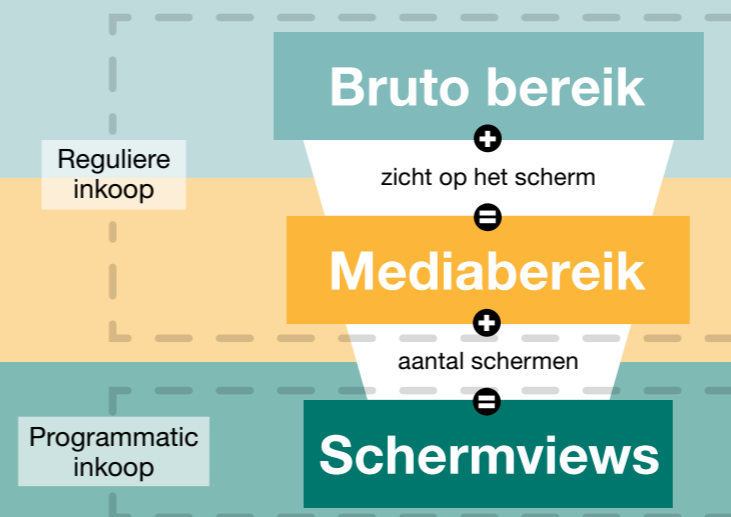 Bruto bereik
+
Reguliere
inkoop
zicht op het scherm
=
Mediabereik
+
aantal schermen
=
Programmatic
inkoop
Schermviews